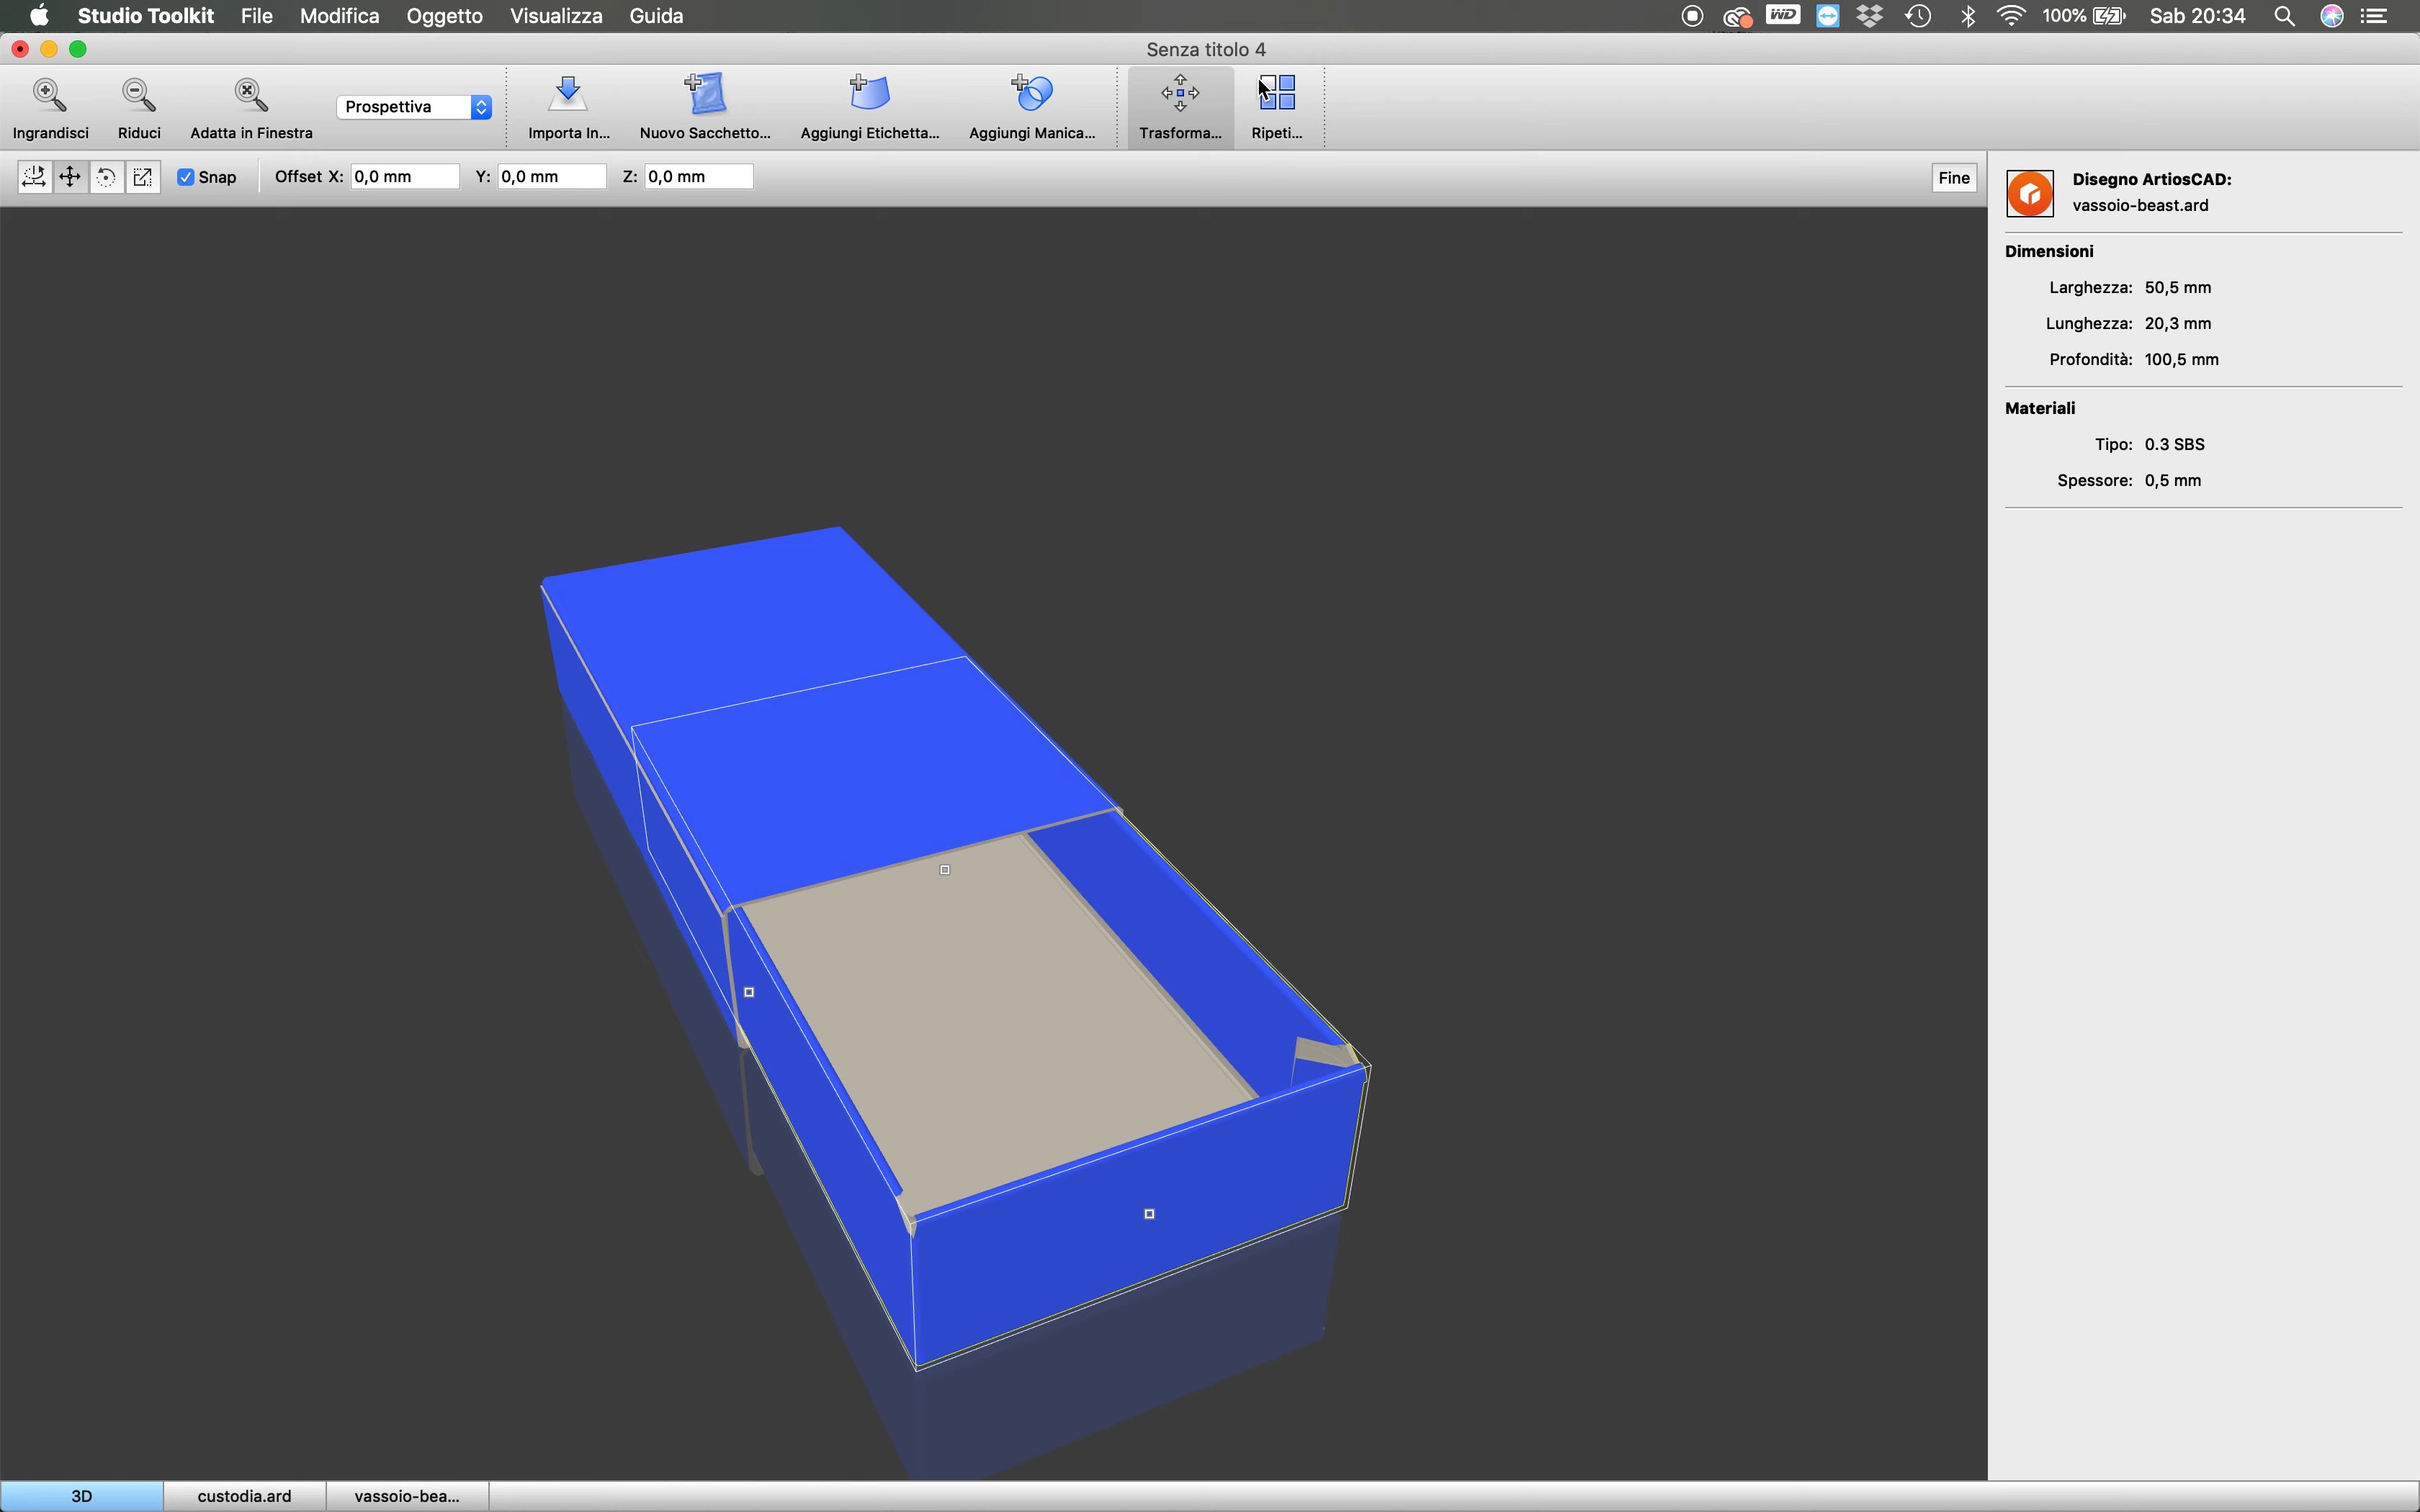 Studio Toolkit File Modifica Oggetto Visualizza Guida WD 100% Sab 20:34
Senza titolo 4
Prospettiva
Ingrandisci Riduci Adatta in Finestra Importa In... Nuovo Sacchetto... Aggiungi Etichetta... Aggiungi Manica... Trasforma... Ripeti...
Snap Offset X: 0,0 mm Y: 0,0 mm Z: 0,0 mm Fine
Disegno ArtiosCAD:
vassoio-beast.ard
Dimensioni
Larghezza: 50,5 mm
Lunghezza: 20,3 mm
Profondità: 100,5 mm
Materiali
Tipo: 0.3 SBS
Spessore: 0,5 mm
3D custodia.ard vassoio-bea...